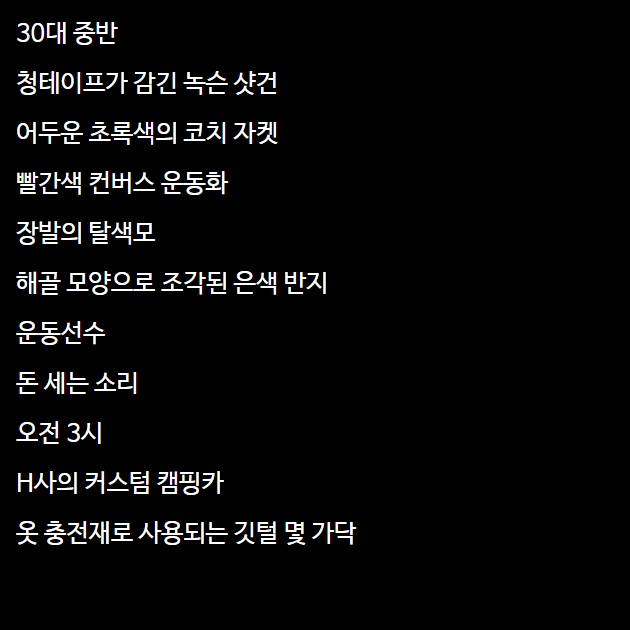 30대 중반
청테이프가 감긴 녹슨 샷건
어두운 초록색의 코치 자켓
빨간색 컨버스 운동화
장발의 탈색모
해골 모양으로 조각된 은색 반지
운동선수
돈 세는 소리
오전 3시
H사의 커스텀 캠핑카
옷 충전재로 사용되는 깃털 몇 가닥